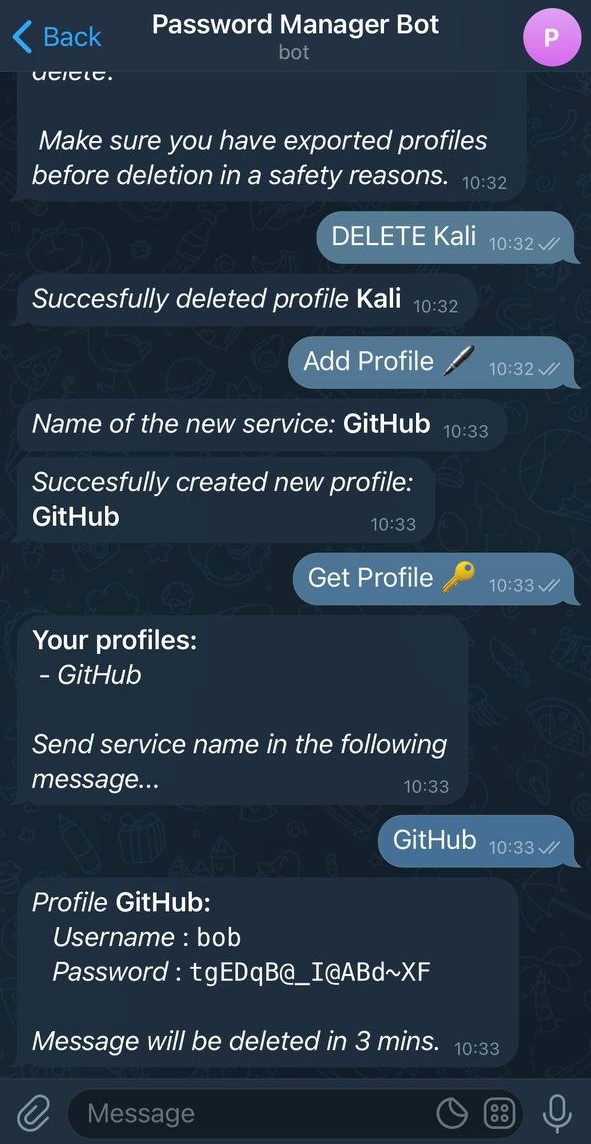 Back
Password Manager Bot
bot
P
delete.
Make sure you have exported profiles
before deletion in a safety reasons. 10:32
DELETE Kali 10:32
Succesfully deleted profile Kali 10:32
Add Profile 🖊️ 10:32
Name of the new service: GitHub 10:33
Succesfully created new profile:
GitHub 10:33
Get Profile 🔑 10:33
Your profiles:
- GitHub
Send service name in the following
message... 10:33
GitHub 10:33
Profile GitHub:
Username : bob
Password : tgEDqB@_I@ABd~XF
Message will be deleted in 3 mins. 10:33
Message